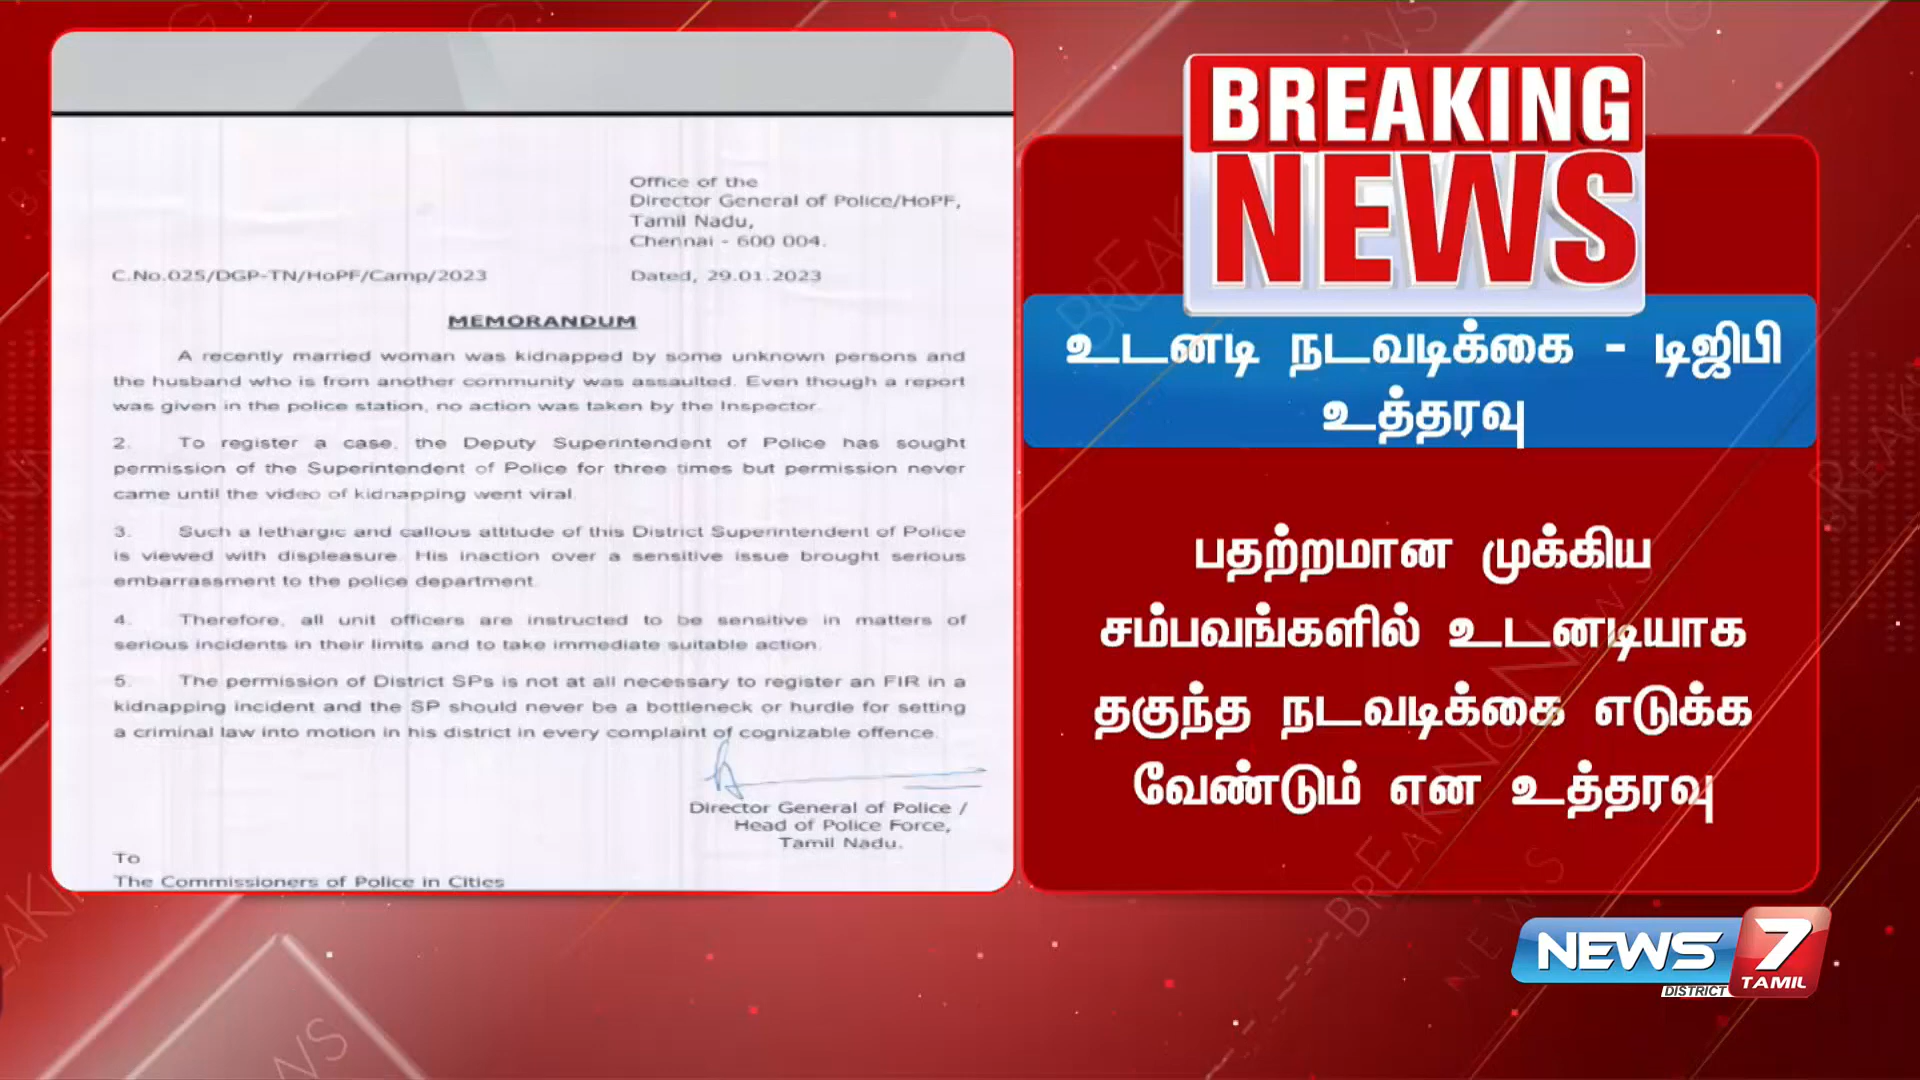 Office of the
Director General of Police/HoPF,
Tamil Nadu,
Chennai - 600 004.
C.No.025/DGP-TN/HoPF/Camp/2023
Dated, 29.01.2023
MEMORANDUM
A recently married woman was kidnapped by some unknown persons and
the husband who is from another community was assaulted. Even though a report
was given in the police station, no action was taken by the Inspector.
2. To register a case, the Deputy Superintendent of Police has sought
permission of the Superintendent of Police for three times but permission never
came until the video of kidnapping went viral.
3. Such a lethargic and callous attitude of this District Superintendent of Police
is viewed with displeasure. His inaction over a sensitive issue brought serious
embarrassment to the police department.
4. Therefore, all unit officers are instructed to be sensitive in matters of
serious incidents in their limits and to take immediate suitable action.
5. The permission of District SPs is not at all necessary to register an FIR in a
kidnapping incident and the SP should never be a bottleneck or hurdle for setting
a criminal law into motion in his district in every complaint of cognizable offence.
Director General of Police /
Head of Police Force,
Tamil Nadu.
To
The Commissioners of Police in Cities
BREAKING
NEWS
உடனடி நடவடிக்கை - டிஜிபி
உத்தரவு
பதற்றமான முக்கிய
சம்பவங்களில் உடனடியாக
தகுந்த நடவடிக்கை எடுக்க
வேண்டும் என உத்தரவு
NEWS 7
DISTRICT TAMIL